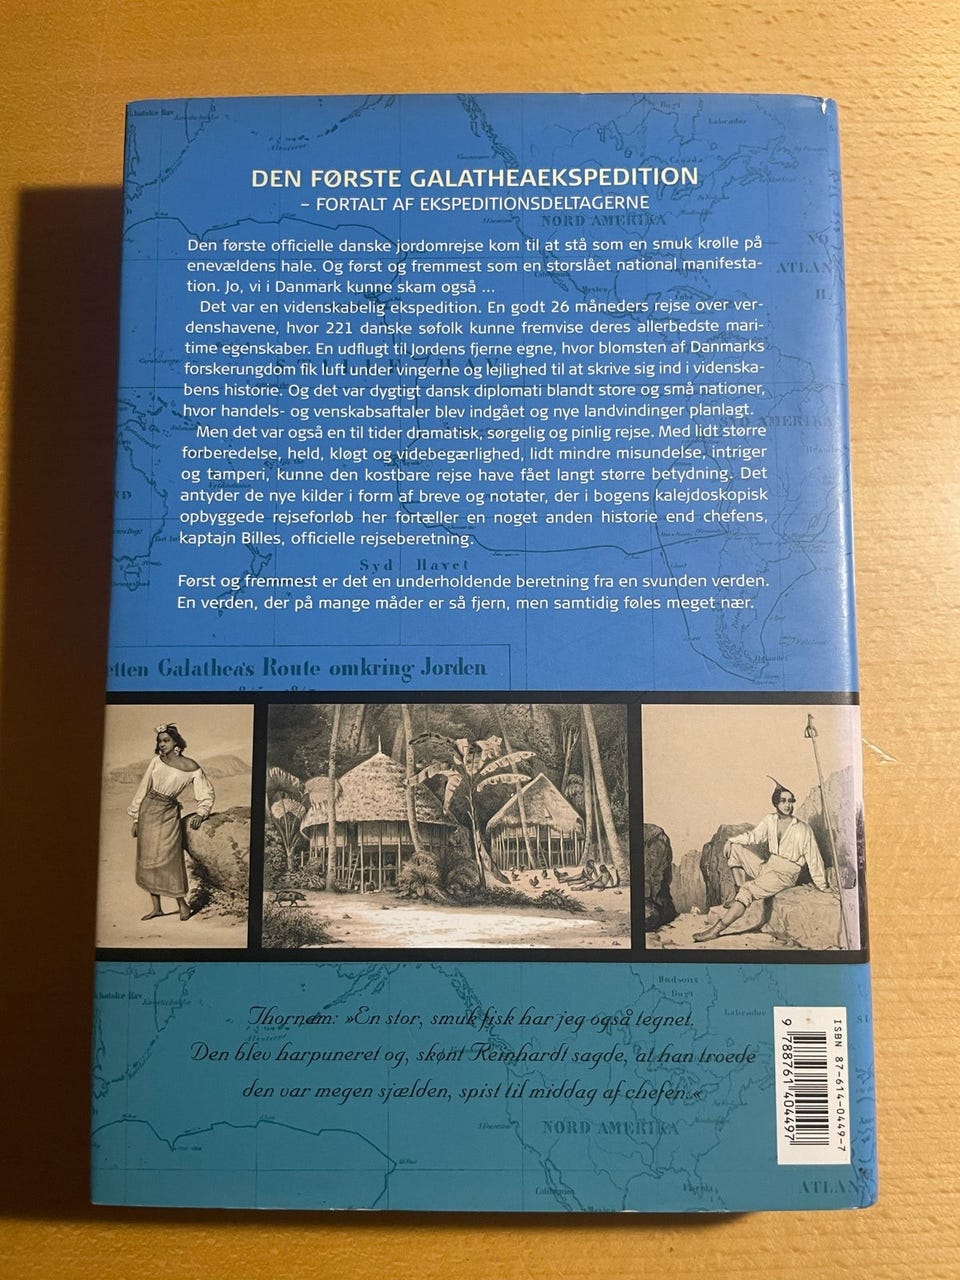 DEN FØRSTE GALATHEAEKSPEDITION
– FORTALT AF EKSPEDITIONSDELTAGERNE
NORD AMERIKA
Den første officielle danske jordomrejse kom til at stå som en smuk krølle på
enevældens hale. Og først og fremmest som en storslået national manifesta-
tion. Jo, vi i Danmark kunne skam også ...
Det var en videnskabelig ekspedition. En godt 26 måneders rejse over ver-
denshavene, hvor 221 danske søfolk kunne fremvise deres allerbedste mari-
time egenskaber. En udflugt til Jordens fjerne egne, hvor blomsten af Danmarks
forskerungdom fik luft under vingerne og lejlighed til at skrive sig ind i videnska-
bens historie. Og det var dygtigt dansk diplomati blandt store og små nationer,
hvor handels- og venskabsaftaler blev indgået og nye landvindinger planlagt.
Men det var også en til tider dramatisk, sørgelig og pinlig rejse. Med lidt større
forberedelse, held, kløgt og videbegærlighed, lidt mindre misundelse, intriger
og tamperi, kunne den kostbare rejse have fået langt større betydning. Det
antyder de nye kilder i form af breve og notater, der i bogens kalejdoskopisk
opbyggede rejseforløb her fortæller en noget anden historie end chefens,
kaptajn Billes, officielle rejseberetning.
Syd Havet
Først og fremmest er det en underholdende beretning fra en svunden verden.
En verden, der på mange måder er så fjern, men samtidig føles meget nær.
etten Galathea's Route omkring Jorden
Thornam: »En stor, smuk fisk har jeg også tegnet.
Den blev harpuneret og, skønt Reinhardt sagde, at han troede
den var megen sjælden, spist til middag af chefen.«
NORD AMERIKA
ATLAN
ISBN 87-614-0449-7
9 788761 404497